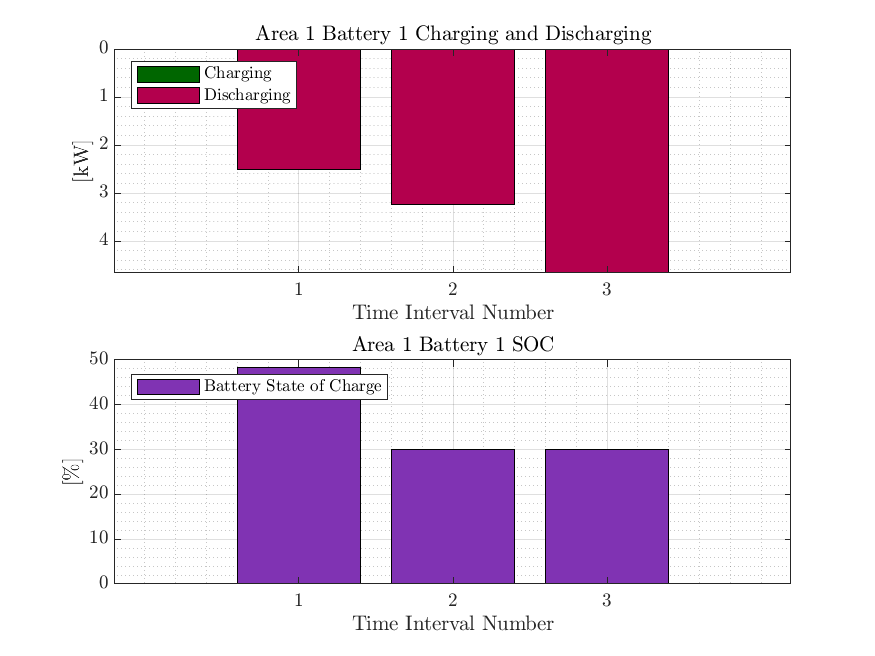 Area 1 Battery 1 Charging and Discharging
0
1
2
3
4
[kW]
Charging
Discharging
1 2 3
Time Interval Number
Area 1 Battery 1 SOC
50
40
30
20
10
0
[%]
Battery State of Charge
1 2 3
Time Interval Number